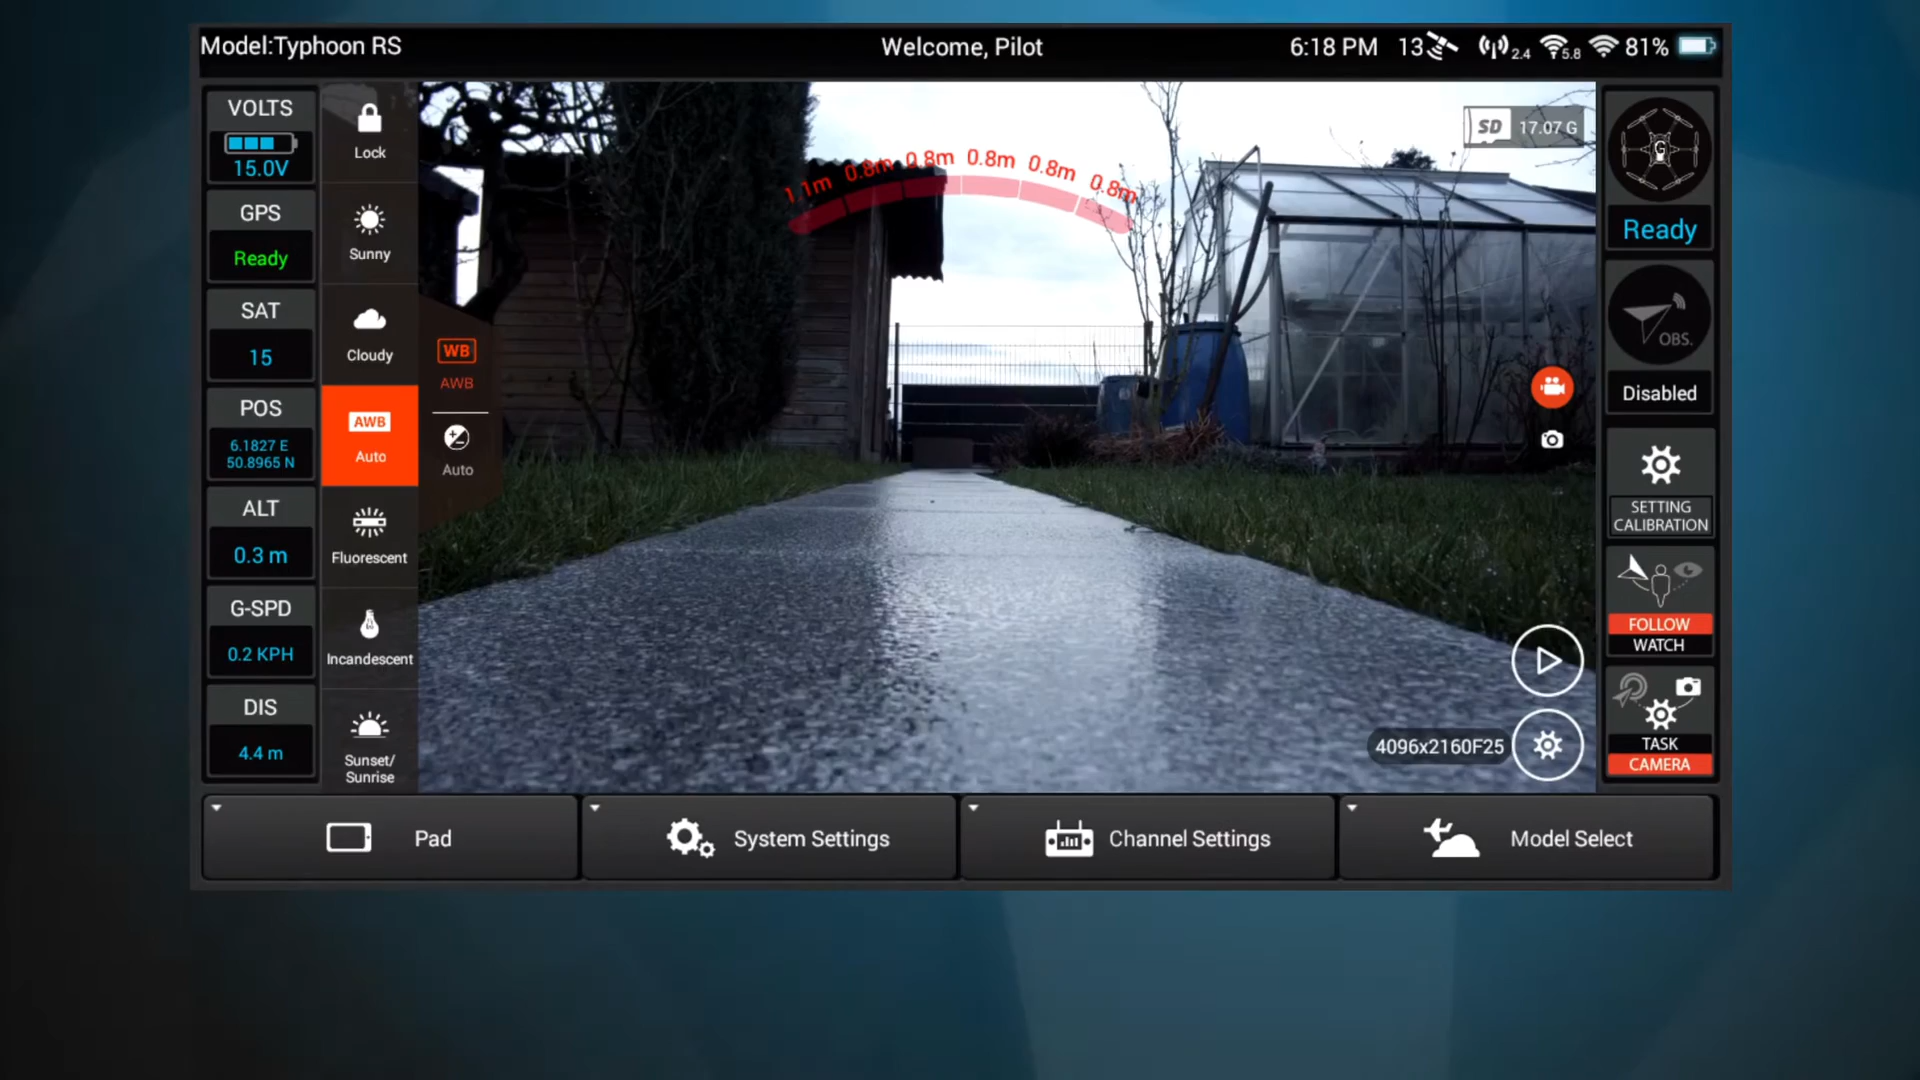 Model:Typhoon RS
Welcome, Pilot
6:18 PM
13
2.4
5.8
81%
VOLTS
15.0V
GPS
Ready
SAT
15
POS
6.1827 E
50.8965 N
ALT
0.3 m
G-SPD
0.2 KPH
DIS
4.4 m
Lock
Sunny
Cloudy
AWB
Auto
Fluorescent
Incandescent
Sunset/
Sunrise
WB
AWB
Auto
1.1m 0.8m 0.8m 0.8m 0.8m 0.8m
SD 17.07 G
4096x2160F25
G
Ready
OBS.
Disabled
SETTING
CALIBRATION
FOLLOW
WATCH
TASK
CAMERA
Pad
System Settings
Channel Settings
Model Select